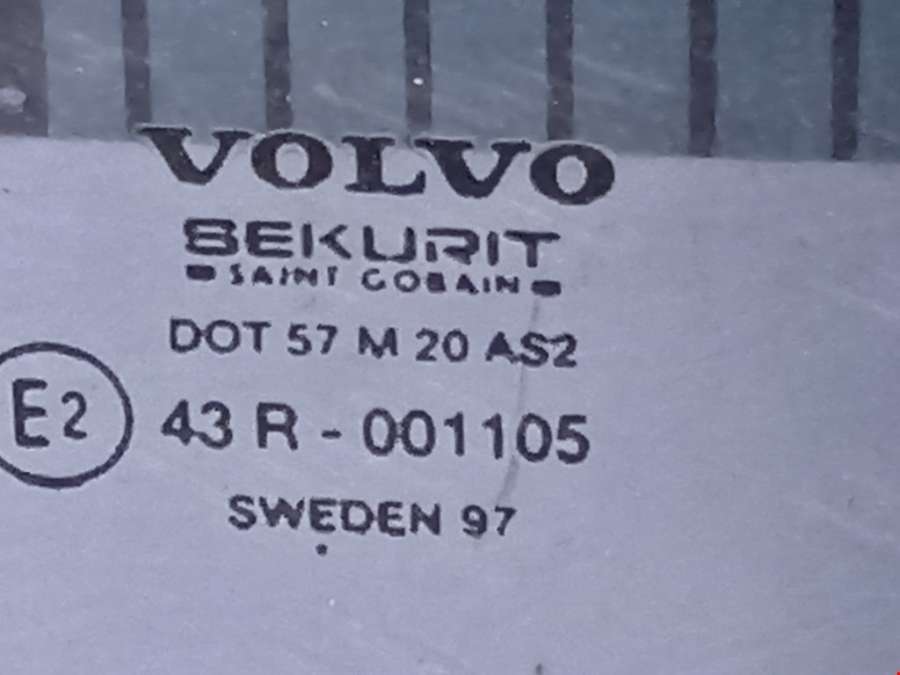 VOLVO
SEKURIT
SAINT GOBAIN
DOT 57 M 20 AS2
E2 43 R - 001105
SWEDEN 97